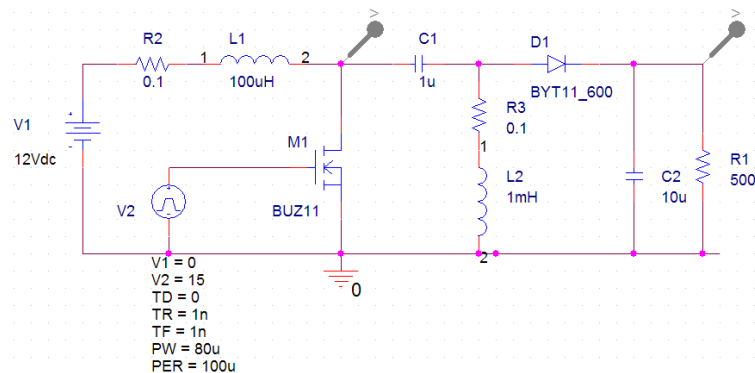 V
V
R2
L1
C1
D1
1
2
0.1
100uH
1u
BYT11_600
R3
0.1
V1
12Vdc
M1
1
R1
500
L2
1mH
C2
10u
V2
BUZ11
2
0
V1 = 0
V2 = 15
TD = 0
TR = 1n
TF = 1n
PW = 80u
PER = 100u